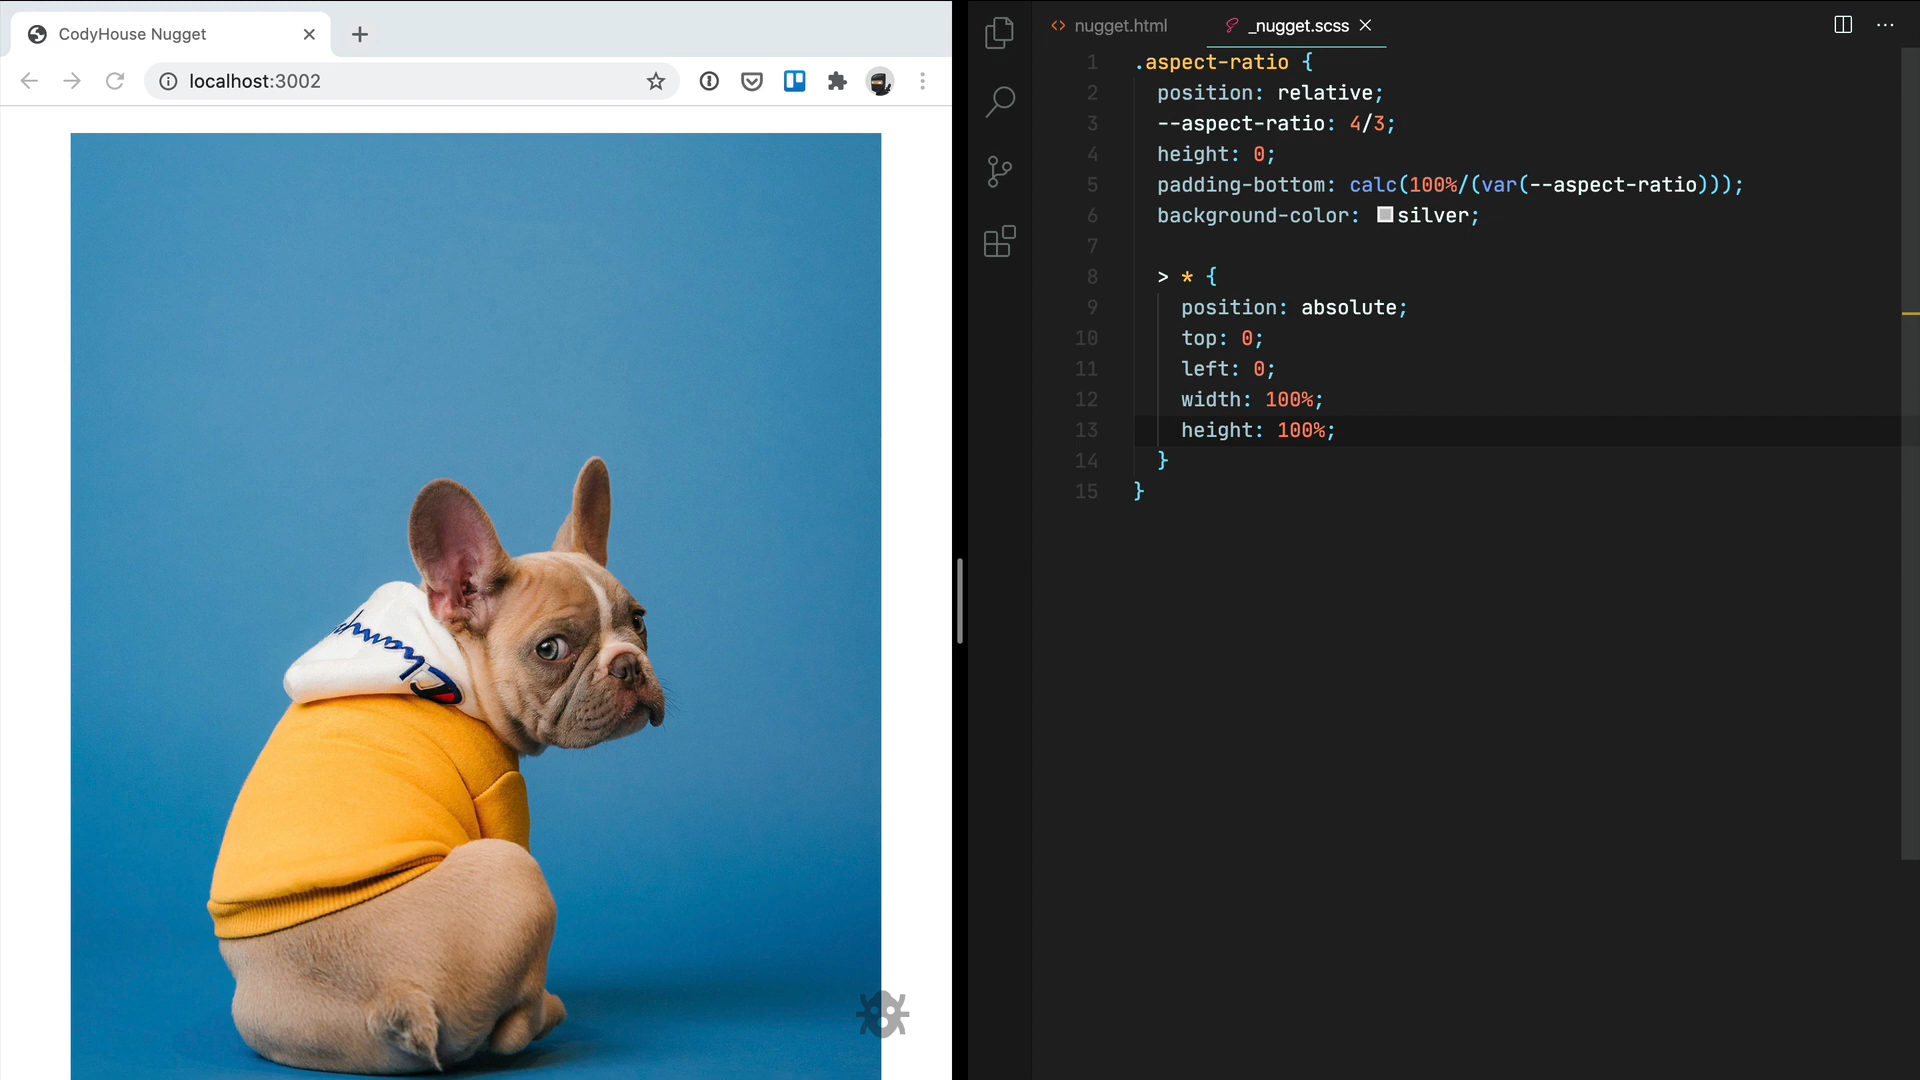 CodyHouse Nugget
localhost:3002
nugget.html
_nugget.scss
1 .aspect-ratio {
2 position: relative;
3 --aspect-ratio: 4/3;
4 height: 0;
5 padding-bottom: calc(100%/(var(--aspect-ratio)));
6 background-color: silver;
7
8 > * {
9 position: absolute;
10 top: 0;
11 left: 0;
12 width: 100%;
13 height: 100%;
14 }
15 }
Champ